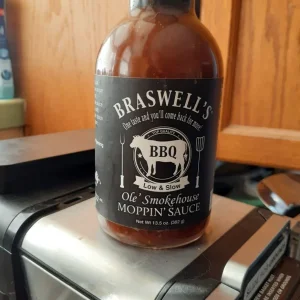 BRASWELL'S
One taste and you'll come back for more!
BBQ
Low & Slow
Ole' Smokehouse
MOPPIN' SAUCE
Net Wt 13.5 oz. (387 g)